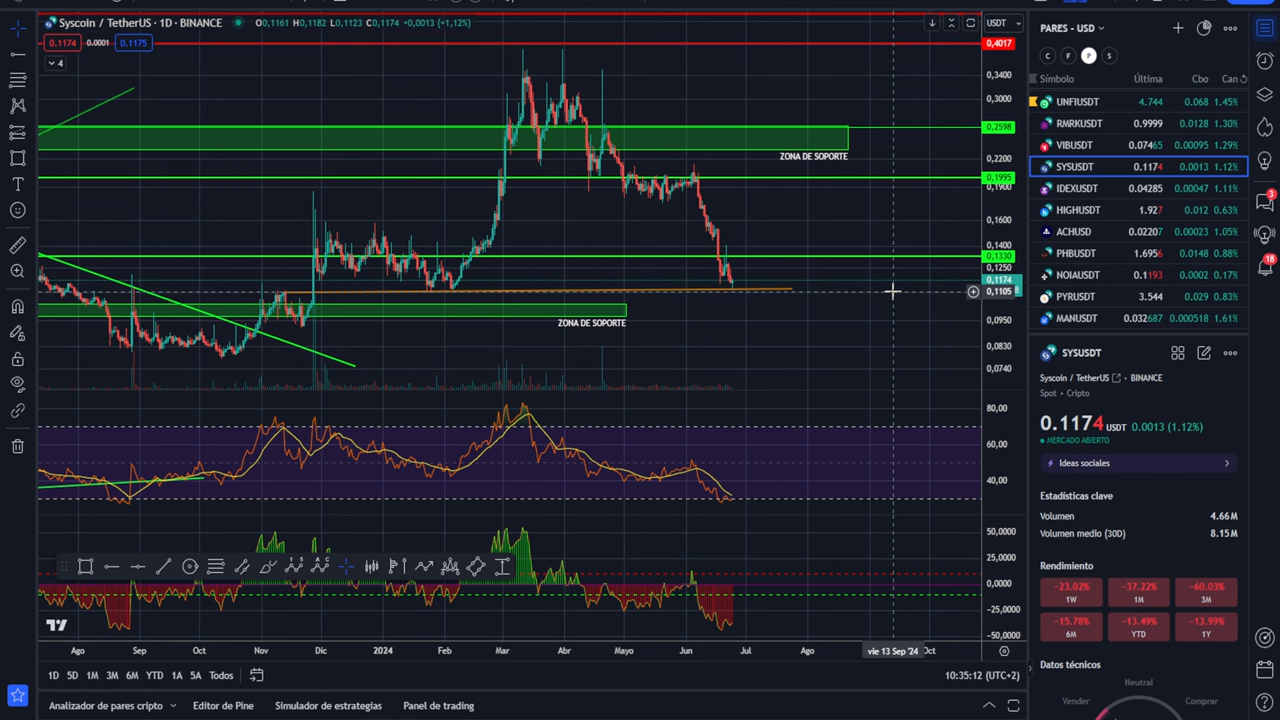 Syscoin / TetherUS · 1D · BINANCE O0,1161 H0,1182 L0,1123 C0,1174 +0,0013 (+1,12%)
0.1174 0.0001 0.1175
4
USDT
0,4017
0,3400
0,3000
0,2598
0,2200
0,1995
0,1900
0,1600
0,1400
0,1330
0,1250
0,1174
0,1105
0,0950
0,0830
0,0740
ZONA DE SOPORTE
ZONA DE SOPORTE
80,00
60,00
40,00
50,0000
25,0000
0,0000
-25,0000
-50,0000
Ago Sep Oct Nov Dic 2024 Feb Mar Abr Mayo Jun Jul Ago vie 13 Sep '24 Oct
1D 5D 1M 3M 6M YTD 1A 5A Todos
10:35:12 (UTC+2)
Analizador de pares cripto Editor de Pine Simulador de estrategias Panel de trading
PARES - USD
C F P S
Símbolo Última Cbo Can
UNFIUSDT 4.744 0.068 1.45%
RMRKUSDT 0.9999 0.0128 1.30%
VIBUSDT 0.07465 0.00095 1.29%
SYSUSDT 0.1174 0.0013 1.12%
IDEXUSDT 0.04285 0.00047 1.11%
HIGHUSDT 1.927 0.012 0.63%
ACHUSD 0.02207 0.00023 1.05%
PHBUSDT 1.6956 0.0148 0.88%
NOIAUSDT 0.1193 0.0002 0.17%
PYRUSDT 3.544 0.029 0.83%
MANUSDT 0.032687 0.000518 1.61%
SYSUSDT
Syscoin / TetherUS · BINANCE
Spot · Cripto
0.1174 USDT 0.0013 (1.12%)
MERCADO ABIERTO
Ideas sociales
Estadísticas clave
Volumen 4.66M
Volumen medio (30D) 8.15M
Rendimiento
-23.02% -37.22% -60.03%
1W 1M 3M
-15.78% -13.49% -13.99%
6M YTD 1Y
Datos técnicos
Neutral
Vender Comprar
3
18